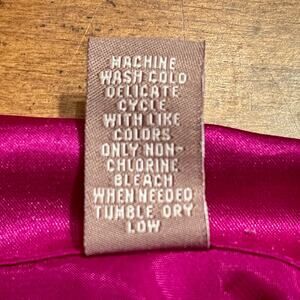 MACHINE
WASH COLD
DELICATE
CYCLE
WITH LIKE
COLORS
ONLY NON-
CHLORINE
BLEACH
WHEN NEEDED
TUMBLE DRY
LOW